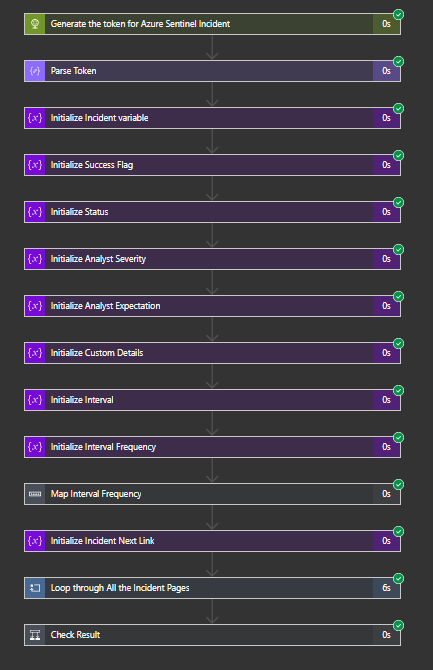 Generate the token for Azure Sentinel Incident 0s
Parse Token 0s
{x} Initialize Incident variable 0s
{x} Initialize Success Flag 0s
{x} Initialize Status 0s
{x} Initialize Analyst Severity 0s
{x} Initialize Analyst Expectation 0s
{x} Initialize Custom Details 0s
{x} Initialize Interval 0s
{x} Initialize Interval Frequency 0s
Map Interval Frequency 0s
{x} Initialize Incident Next Link 0s
Loop through All the Incident Pages 6s
Check Result 0s